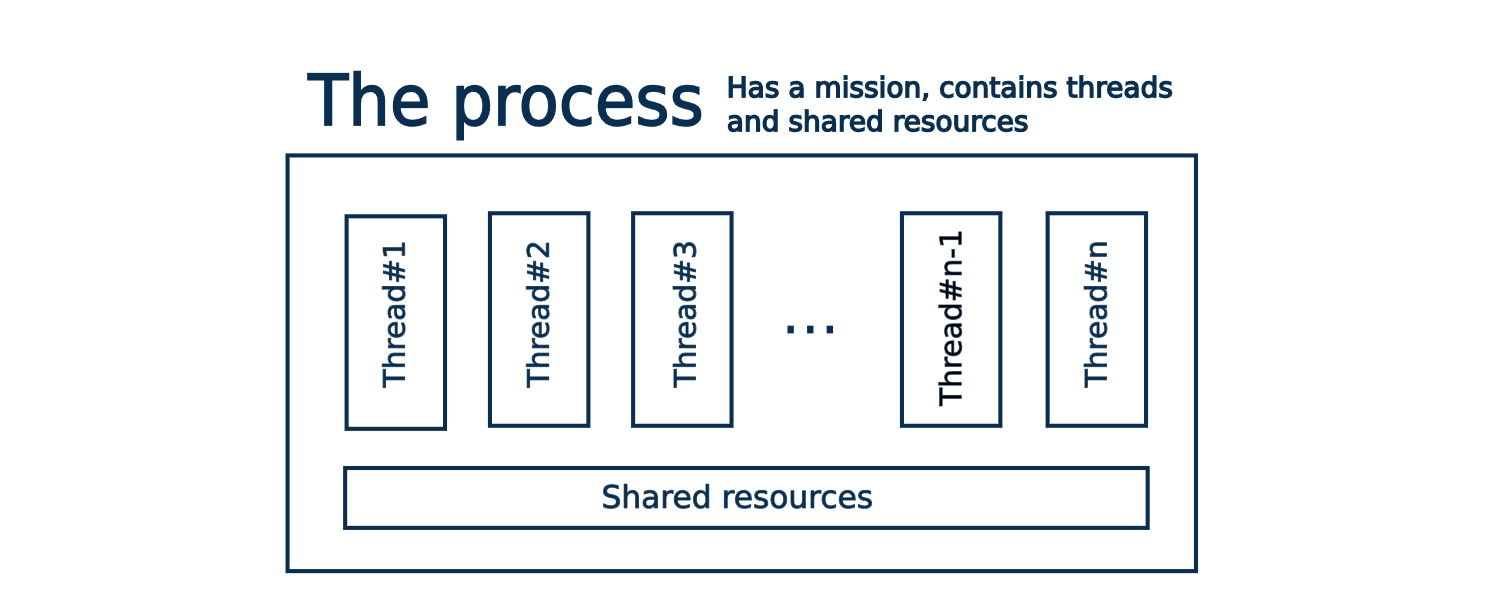 The process
Has a mission, contains threads
and shared resources
Thread#1
Thread#2
Thread#3
...
Thread#n-1
Thread#n
Shared resources